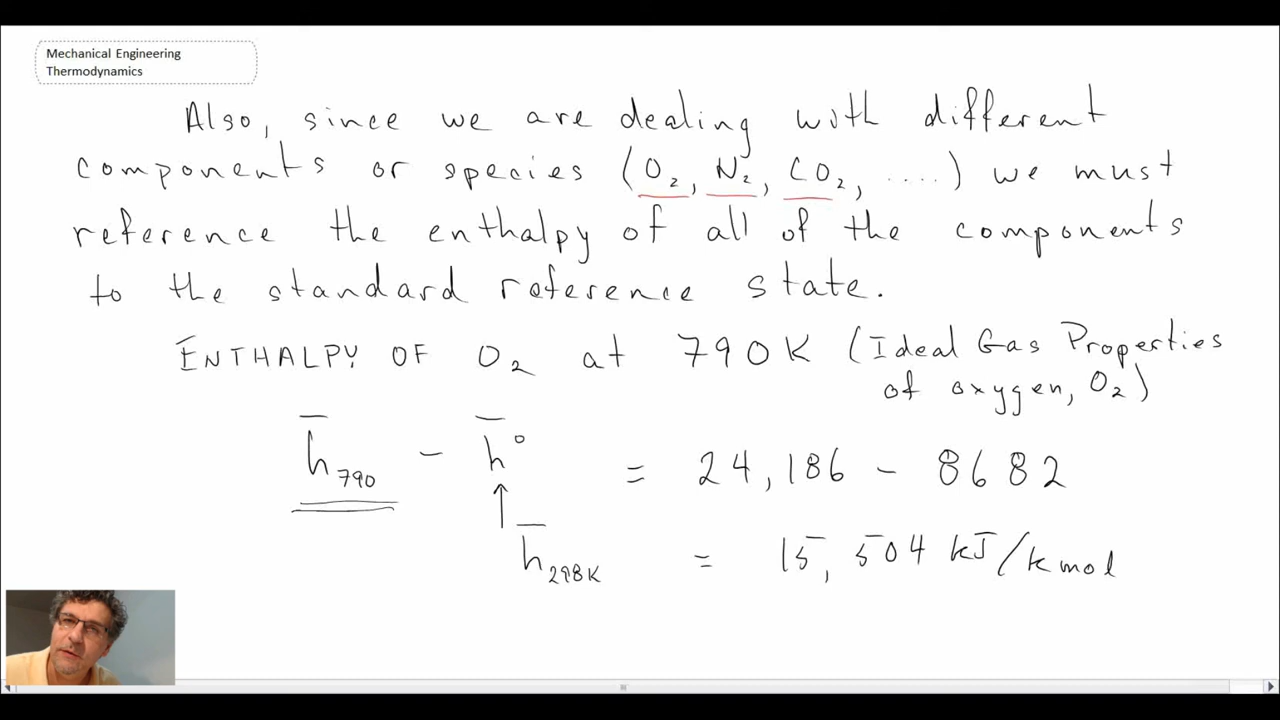 Mechanical Engineering
Thermodynamics
Also, since we are dealing with different
components or species (O₂, N₂, CO₂, ....) we must
reference the enthalpy of all of the components
to the standard reference state.
ENTHALPY OF O₂ at 790K (Ideal Gas Properties
of oxygen, O₂)
h̅₇₉₀ - h̅° = 24,186 - 8682
↑
h̅₂₉₈K = 15,504 kJ/kmol